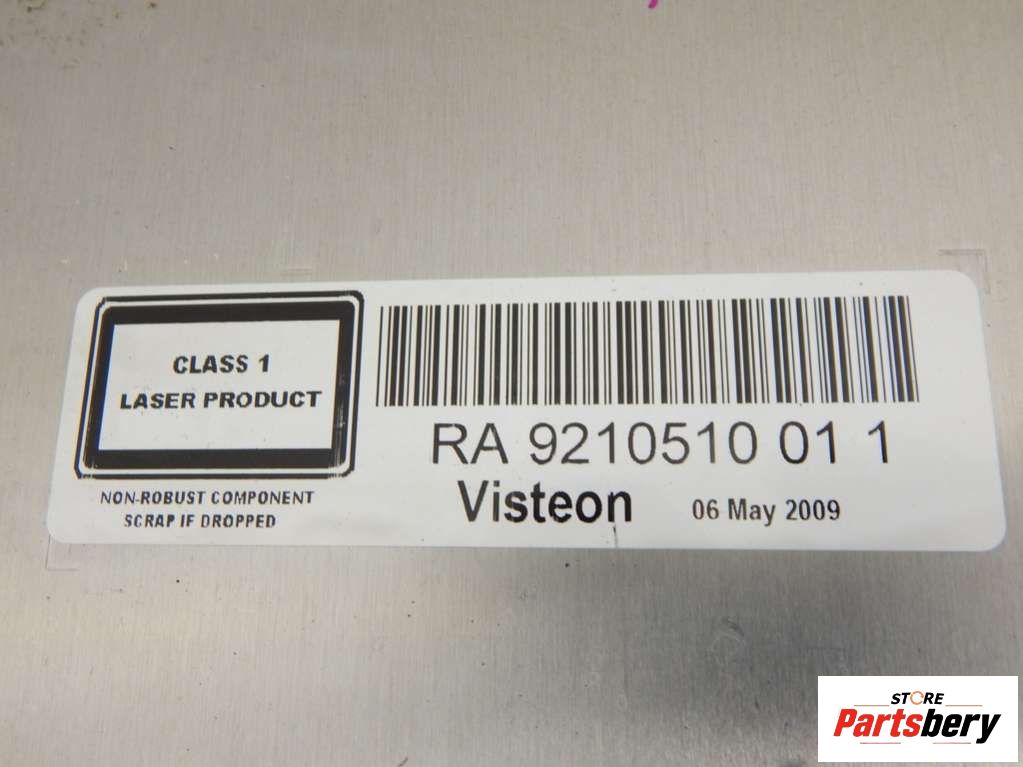 CLASS 1
LASER PRODUCT
NON-ROBUST COMPONENT
SCRAP IF DROPPED
RA 9210510 01 1
Visteon 06 May 2009
STORE
Partsbery